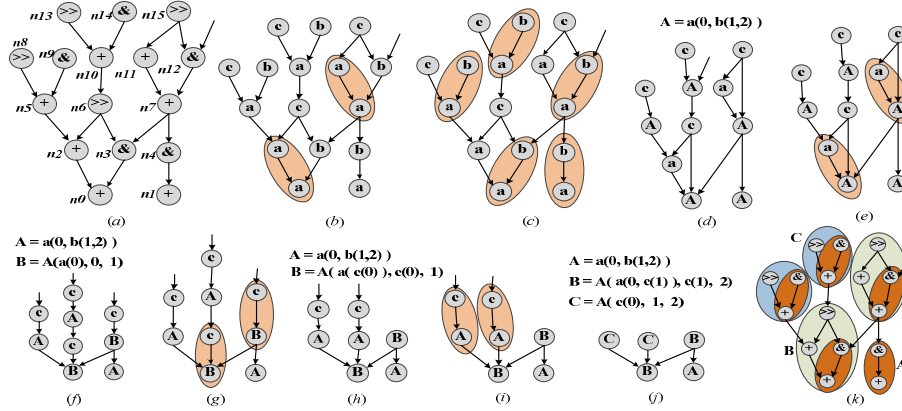 n13 >> n14 & n15 >>
n8 >> n9 & n10 + n11 + n12 &
n5 + n6 >> n7 +
n2 + n3 & n4 &
n0 + n1 +
(a)
c c
c b a a b
a c a
a b b
a a
(b)
c b c
c b a a b
a c a
a b b
a a
(c)
A = a(0, b(1,2) )
c
c A a
A c A
a
A A
(d)
c
c A a
A c A
a
A A
(e)
A = a(0, b(1,2) )
B = A(a(0), 0, 1)
c
c A c
A c B
B A
(f)
c
c A c
A c B
B A
(g)
A = a(0, b(1,2) )
B = A( a( c(0) ), c(0), 1)
c c
A A B
B A
(h)
c c
A A B
B A
(i)
A = a(0, b(1,2) )
B = A( a(0, c(1) ), c(1), 2)
C = A( c(0), 1, 2)
C C B
B A
(j)
C >> & >>
>> & + + &
+ >> +
B + & &
+ + A
(k)